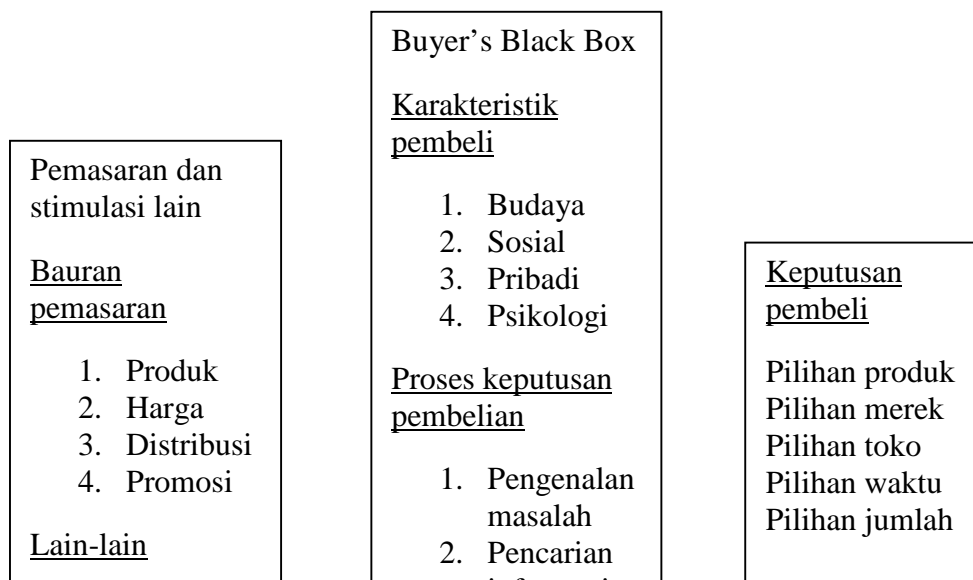 Pemasaran dan
stimulasi lain
Bauran
pemasaran
1. Produk
2. Harga
3. Distribusi
4. Promosi
Lain-lain
Buyer’s Black Box
Karakteristik
pembeli
1. Budaya
2. Sosial
3. Pribadi
4. Psikologi
Proses keputusan
pembelian
1. Pengenalan
masalah
2. Pencarian
Keputusan
pembeli
Pilihan produk
Pilihan merek
Pilihan toko
Pilihan waktu
Pilihan jumlah